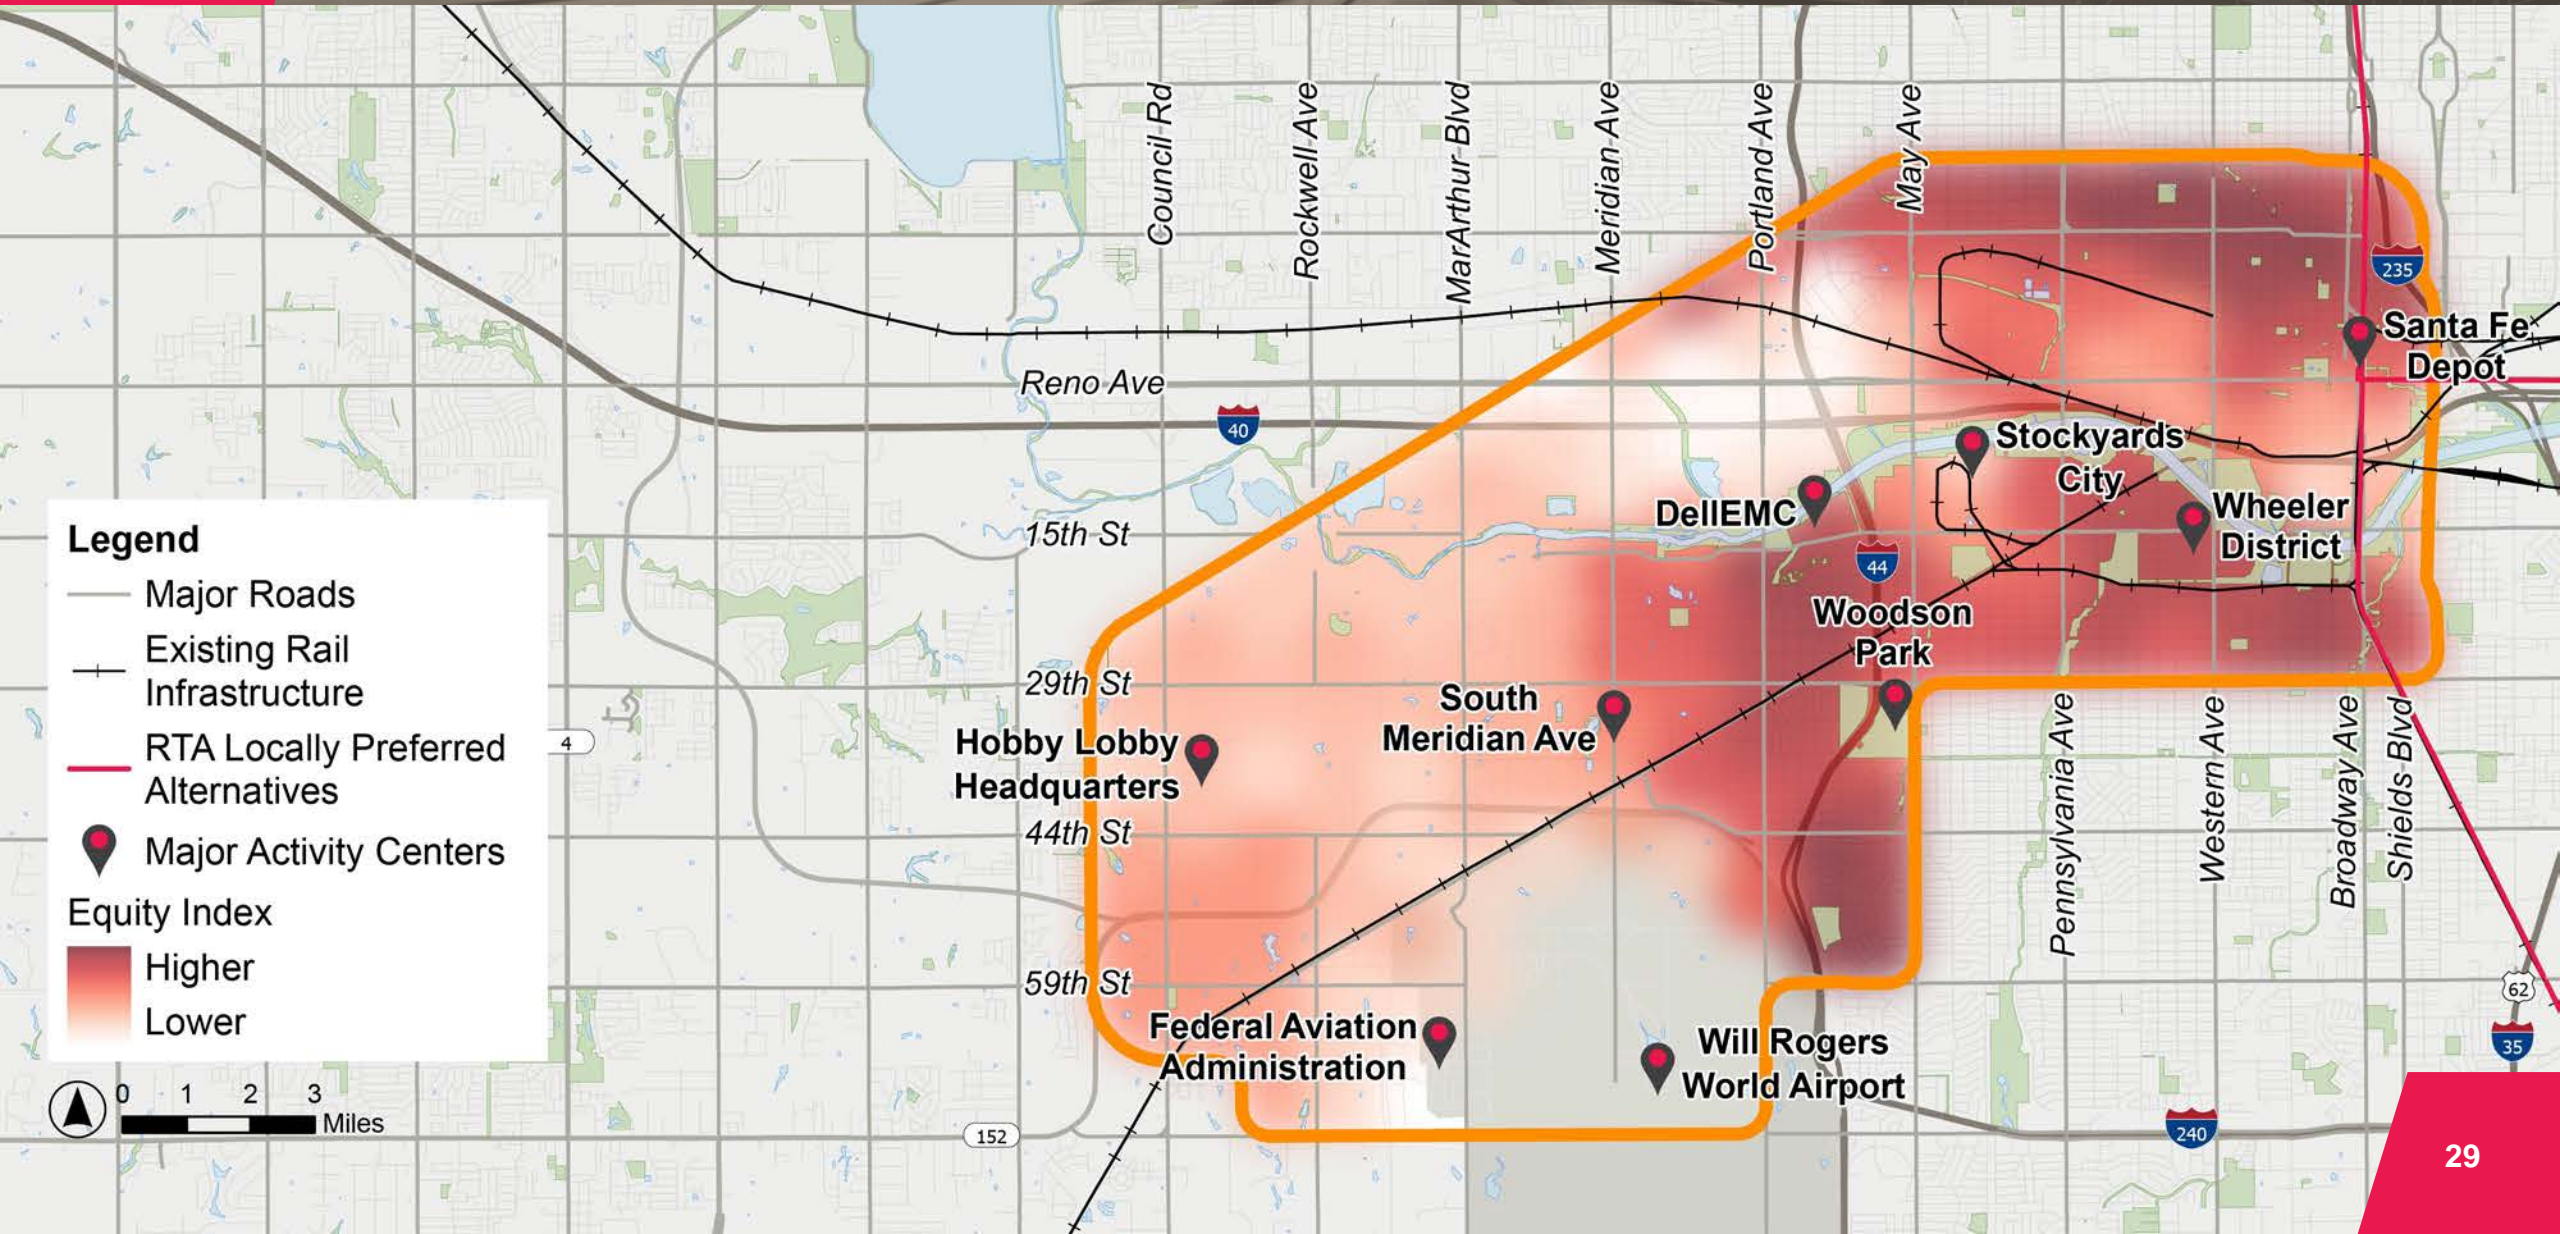 Council Rd
Rockwell Ave
MarArthur Blvd
Meridian Ave
Portland Ave
May Ave
235
Santa Fe
Depot
Reno Ave
40
Stockyards
City
DellEMC
Wheeler
District
15th St
44
Woodson
Park
29th St
South
Meridian Ave
Hobby Lobby
Headquarters
4
44th St
Pennsylvania Ave
Western Ave
Broadway Ave
Shields Blvd
59th St
62
35
Federal Aviation
Administration
Will Rogers
World Airport
152
240
Legend
Major Roads
Existing Rail
Infrastructure
RTA Locally Preferred
Alternatives
Major Activity Centers
Equity Index
Higher
Lower
0 1 2 3
Miles
29